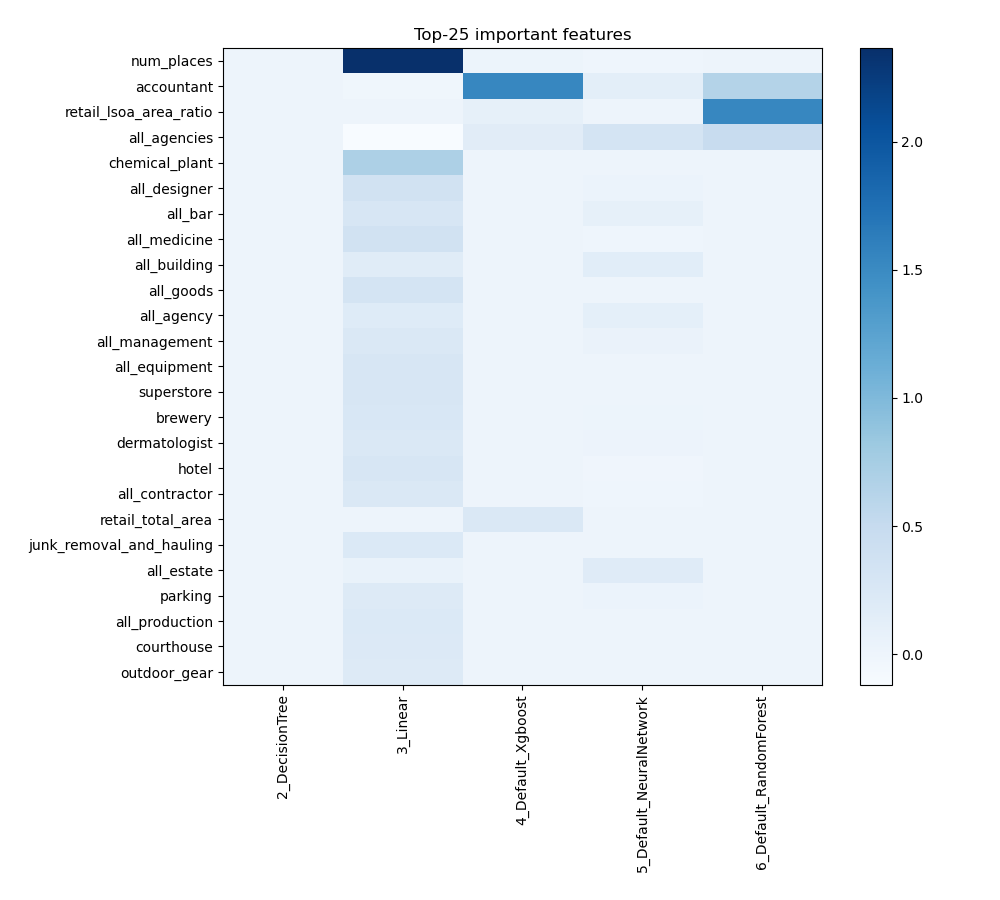 Top-25 important features
num_places
accountant
retail_lsoa_area_ratio
all_agencies
chemical_plant
all_designer
all_bar
all_medicine
all_building
all_goods
all_agency
all_management
all_equipment
superstore
brewery
dermatologist
hotel
all_contractor
retail_total_area
junk_removal_and_hauling
all_estate
parking
all_production
courthouse
outdoor_gear
2_DecisionTree
3_Linear
4_Default_Xgboost
5_Default_NeuralNetwork
6_Default_RandomForest
2.0
1.5
1.0
0.5
0.0